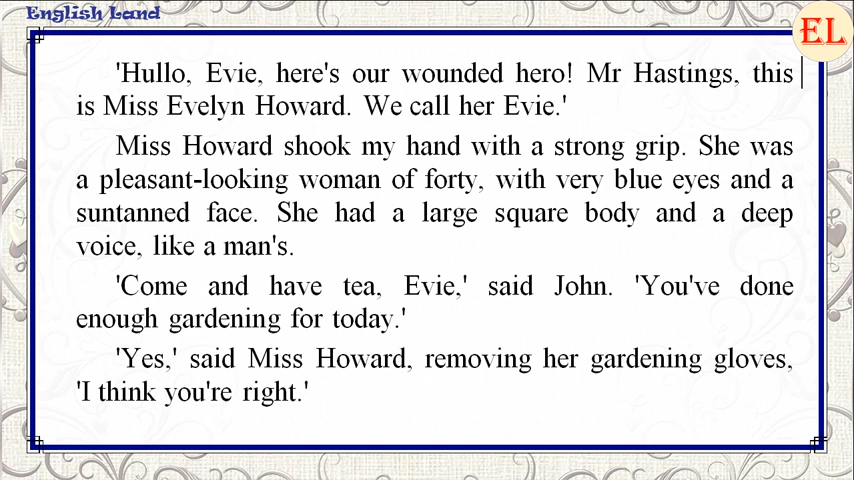 English Land
EL
'Hullo, Evie, here's our wounded hero! Mr Hastings, this
is Miss Evelyn Howard. We call her Evie.'
Miss Howard shook my hand with a strong grip. She was
a pleasant-looking woman of forty, with very blue eyes and a
suntanned face. She had a large square body and a deep
voice, like a man's.
'Come and have tea, Evie,' said John. 'You've done
enough gardening for today.'
'Yes,' said Miss Howard, removing her gardening gloves,
'I think you're right.'